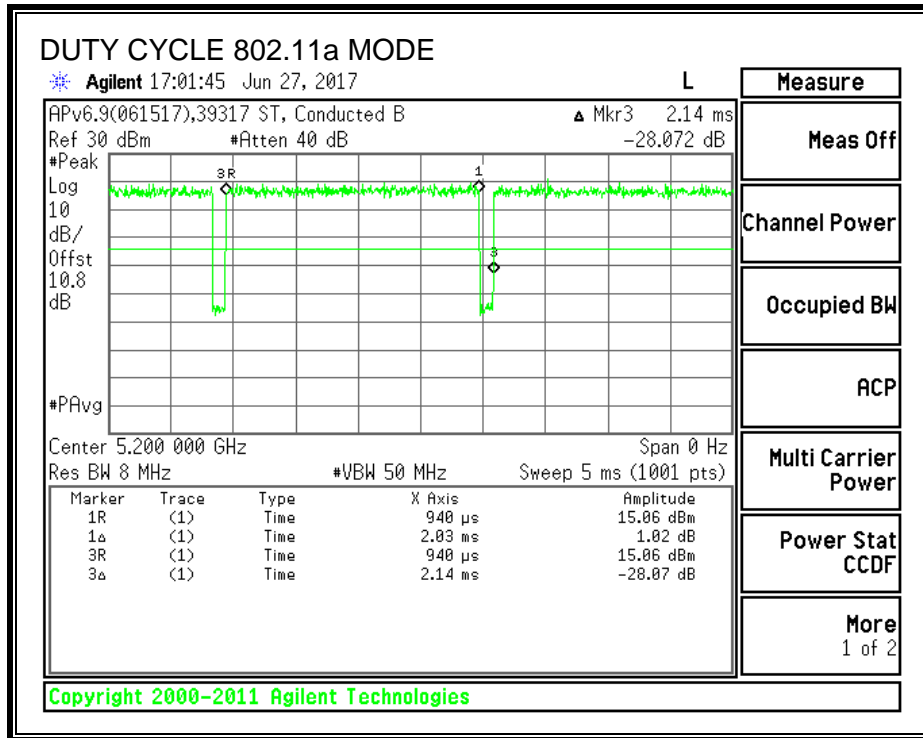 DUTY CYCLE 802.11a MODE
Agilent 17:01:45 Jun 27, 2017 L
APv6.9(061517),39317 ST, Conducted B Δ Mkr3 2.14 ms
Ref 30 dBm #Atten 40 dB -28.072 dB
#Peak
Log
10
dB/
Offst
10.8
dB
#PAvg
3R
1
3
Center 5.200 000 GHz Span 0 Hz
Res BW 8 MHz #VBW 50 MHz Sweep 5 ms (1001 pts)
Marker Trace Type X Axis Amplitude
1R (1) Time 940 µs 15.06 dBm
1Δ (1) Time 2.03 ms 1.02 dB
3R (1) Time 940 µs 15.06 dBm
3Δ (1) Time 2.14 ms -28.07 dB
Measure
Meas Off
Channel Power
Occupied BW
ACP
Multi Carrier
Power
Power Stat
CCDF
More
1 of 2
Copyright 2000-2011 Agilent Technologies